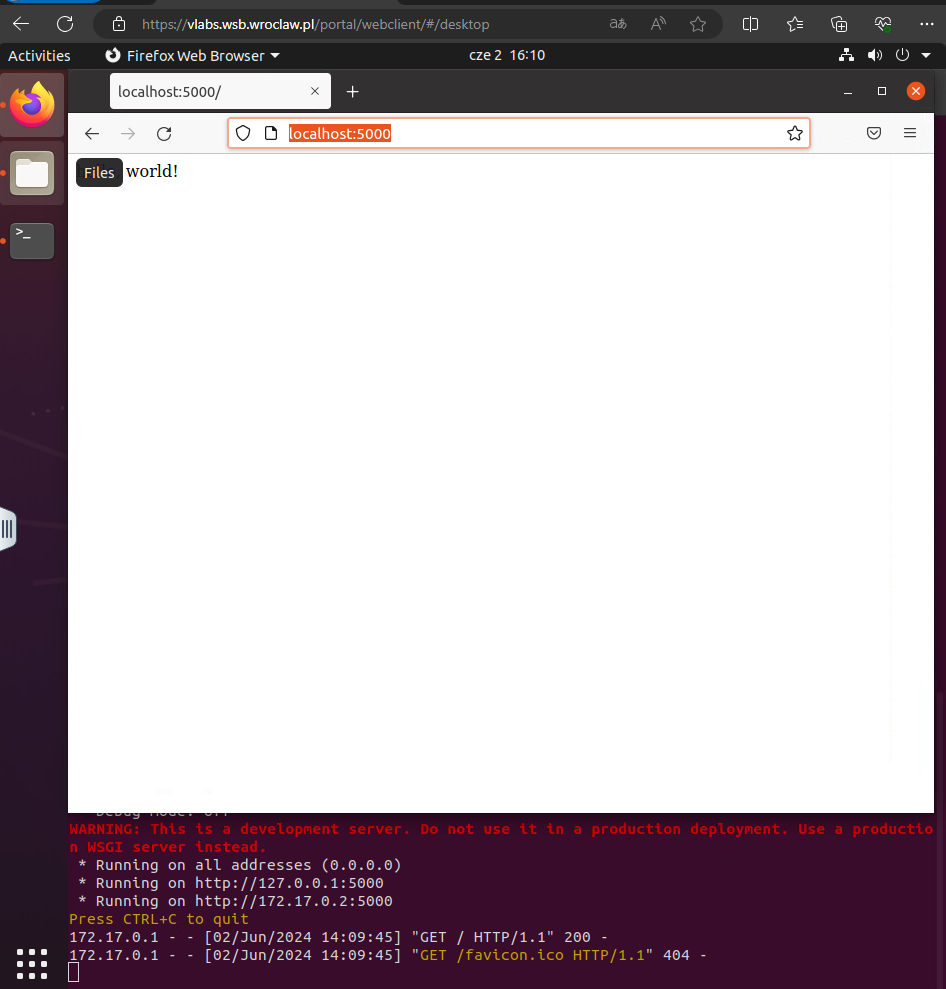 https://vlabs.wsb.wroclaw.pl/portal/webclient/#/desktop
Activities Firefox Web Browser cze 2 16:10
localhost:5000/
localhost:5000
Files world!
WARNING: This is a development server. Do not use it in a production deployment. Use a productio
n WSGI server instead.
* Running on all addresses (0.0.0.0)
* Running on http://127.0.0.1:5000
* Running on http://172.17.0.2:5000
Press CTRL+C to quit
172.17.0.1 - - [02/Jun/2024 14:09:45] "GET / HTTP/1.1" 200 -
172.17.0.1 - - [02/Jun/2024 14:09:45] "GET /favicon.ico HTTP/1.1" 404 -